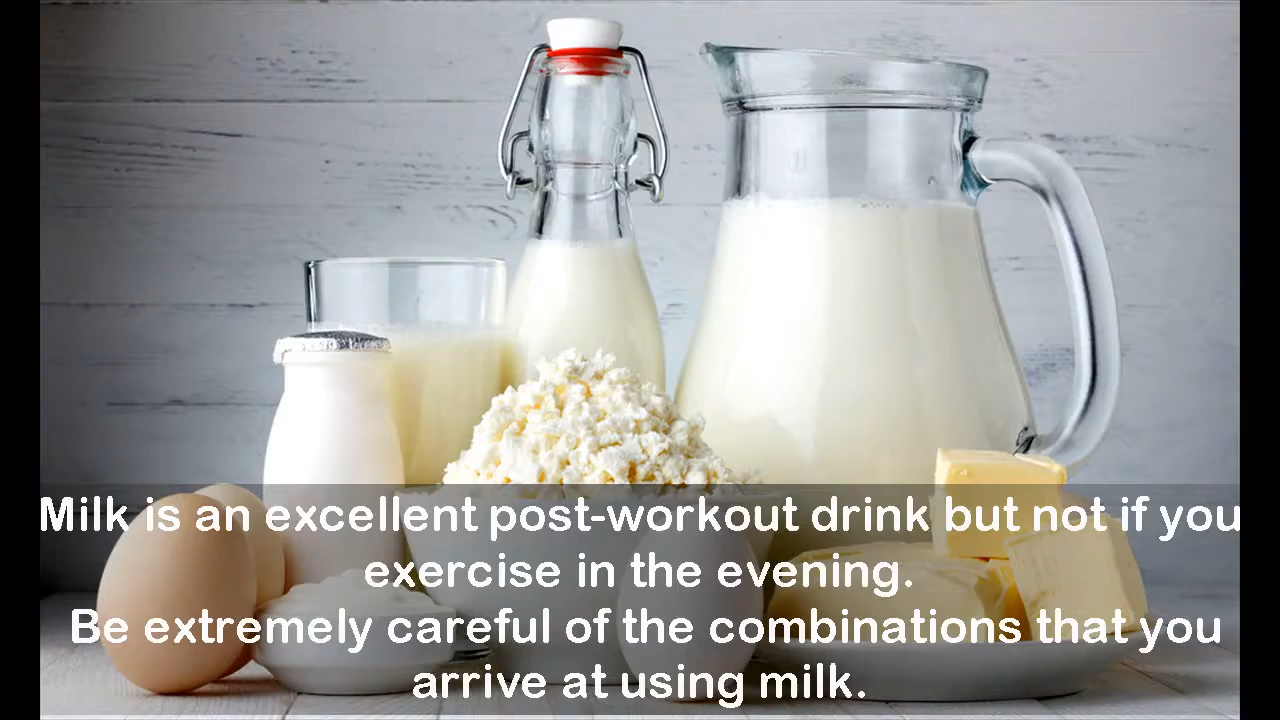 Milk is an excellent post-workout drink but not if you
exercise in the evening.
Be extremely careful of the combinations that you
arrive at using milk.